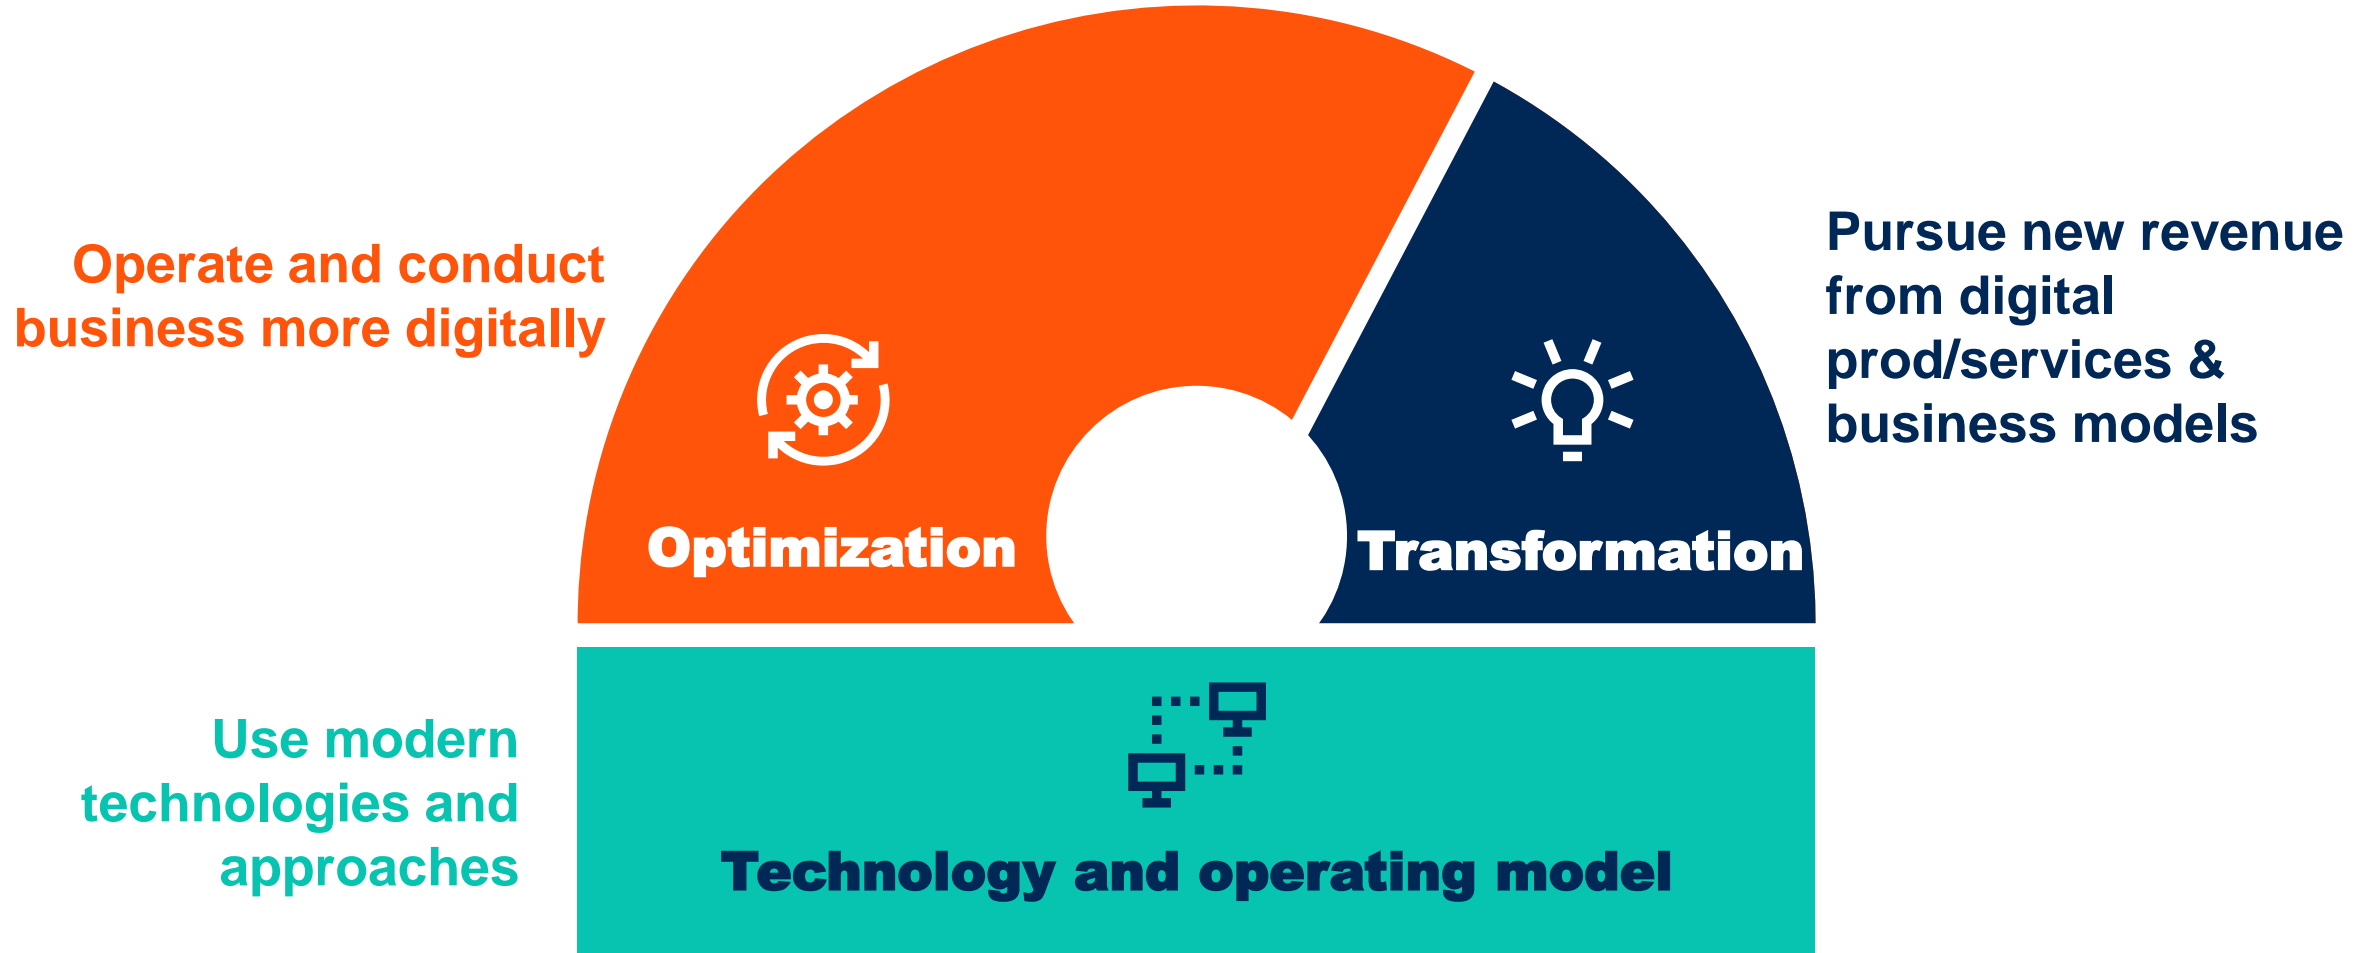 Operate and conduct
business more digitally
Optimization
Pursue new revenue
from digital
prod/services &
business models
Transformation
Use modern
technologies and
approaches
Technology and operating model